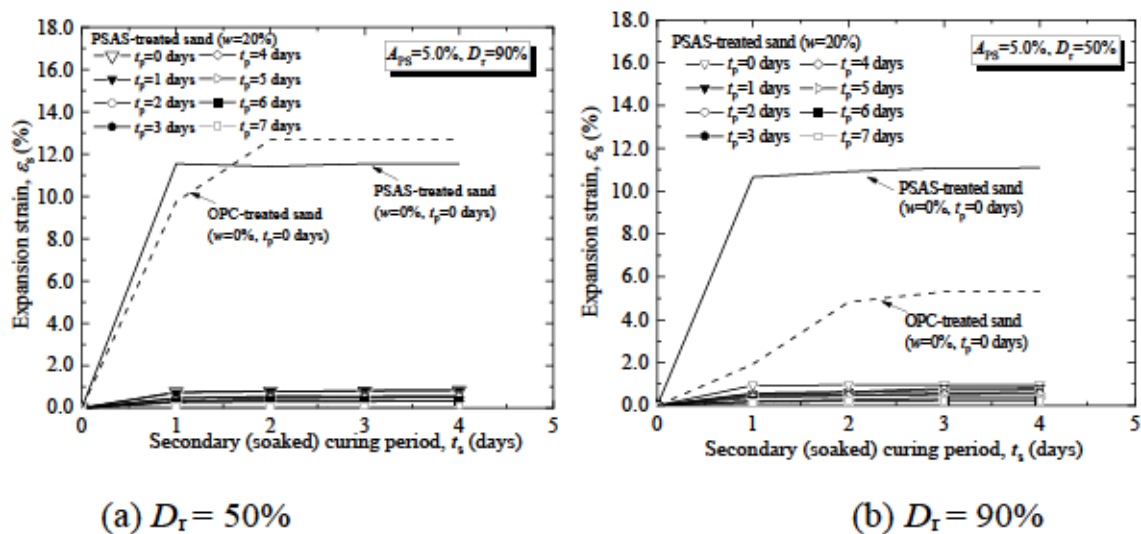 18.0
16.0
14.0
12.0
10.0
8.0
6.0
4.0
2.0
0.0
Expansion strain, εs (%)
PSAS-treated sand (w=20%)
tp=0 days tp=4 days
tp=1 days tp=5 days
tp=2 days tp=6 days
tp=3 days tp=7 days
APS=5.0%, Dr=90%
PSAS-treated sand
(w=0%, tp=0 days)
OPC-treated sand
(w=0%, tp=0 days)
0 1 2 3 4 5
Secondary (soaked) curing period, ts (days)
(a) Dr = 50%
18.0
16.0
14.0
12.0
10.0
8.0
6.0
4.0
2.0
0.0
Expansion strain, εs (%)
PSAS-treated sand (w=20%)
tp=0 days tp=4 days
tp=1 days tp=5 days
tp=2 days tp=6 days
tp=3 days tp=7 days
APS=5.0%, Dr=50%
PSAS-treated sand
(w=0%, tp=0 days)
OPC-treated sand
(w=0%, tp=0 days)
0 1 2 3 4 5
Secondary (soaked) curing period, ts (days)
(b) Dr = 90%